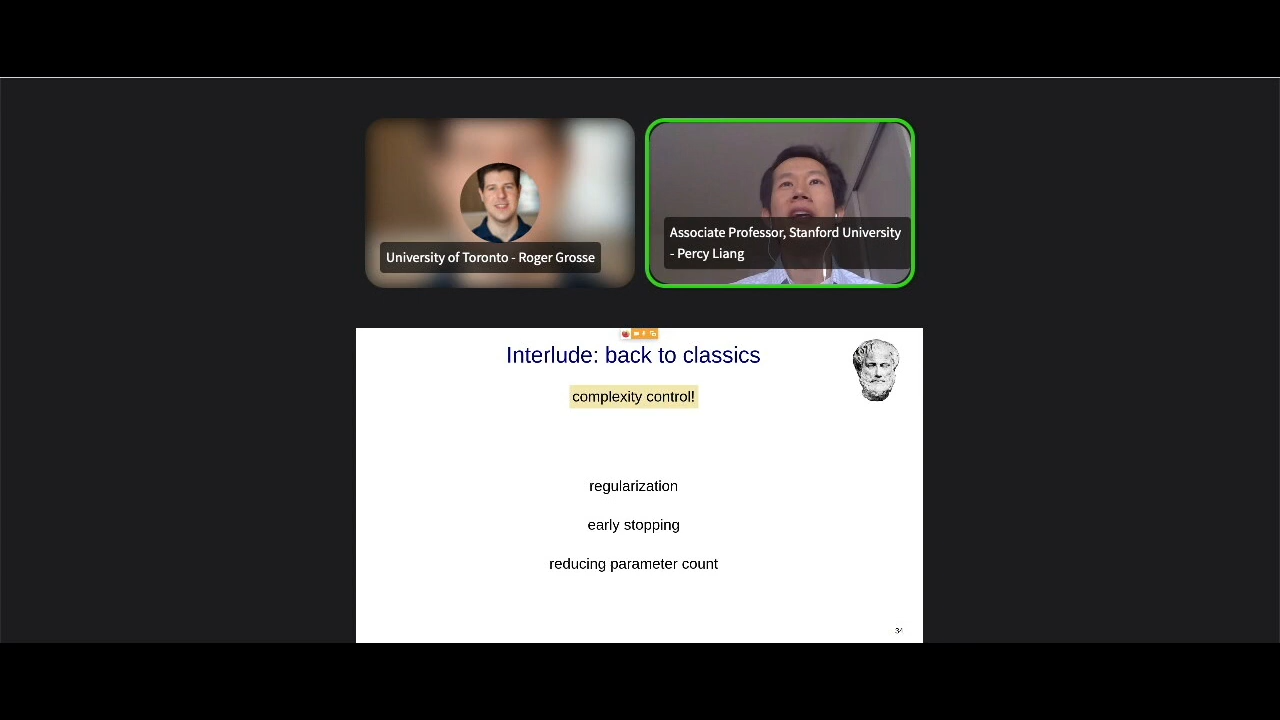 University of Toronto - Roger Grosse
Associate Professor, Stanford University
- Percy Liang
Interlude: back to classics
complexity control!
regularization
early stopping
reducing parameter count
34